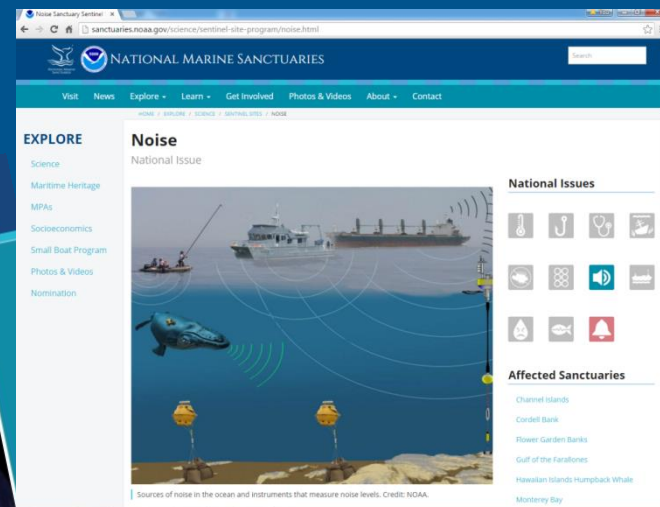 Noise Sanctuary Sentinel
sanctuaries.noaa.gov/science/sentinel-site-program/noise.html
NATIONAL MARINE SANCTUARIES
Search
Visit News Explore Learn Get Involved Photos & Videos About Contact
HOME / EXPLORE / SCIENCE / SENTINEL SITES / NOISE
EXPLORE
Science
Maritime Heritage
MPAs
Socioeconomics
Small Boat Program
Photos & Videos
Nomination
Noise
National Issue
Sources of noise in the ocean and instruments that measure noise levels. Credit: NOAA.
National Issues
Affected Sanctuaries
Channel Islands
Cordell Bank
Flower Garden Banks
Gulf of the Farallones
Hawaiian Islands Humpback Whale
Monterey Bay